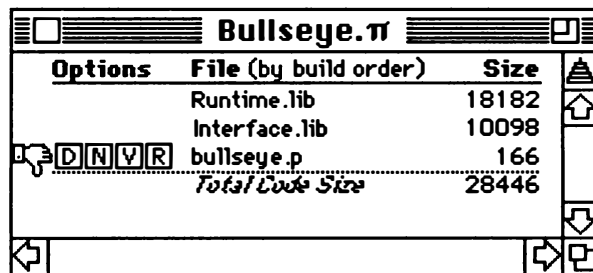 Bullseye.π
Options File (by build order) Size
Runtime.lib 18182
Interface.lib 10098
D N V R bullseye.p 166
Total Code Size 28446